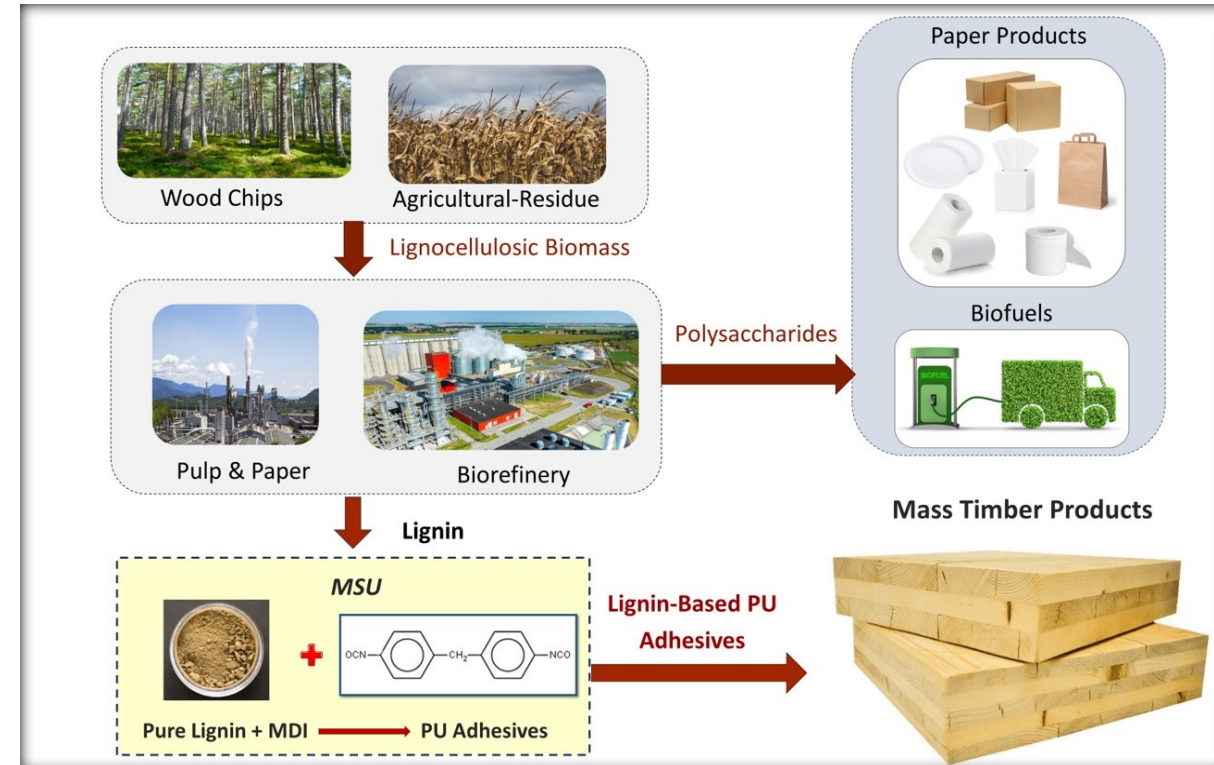 Wood Chips
Agricultural-Residue
Lignocellulosic Biomass
Pulp & Paper
Biorefinery
Polysaccharides
Paper Products
Biofuels
BIOFUEL
Lignin
MSU
OCN
CH2
NCO
Pure Lignin + MDI
PU Adhesives
Lignin-Based PU
Adhesives
Mass Timber Products